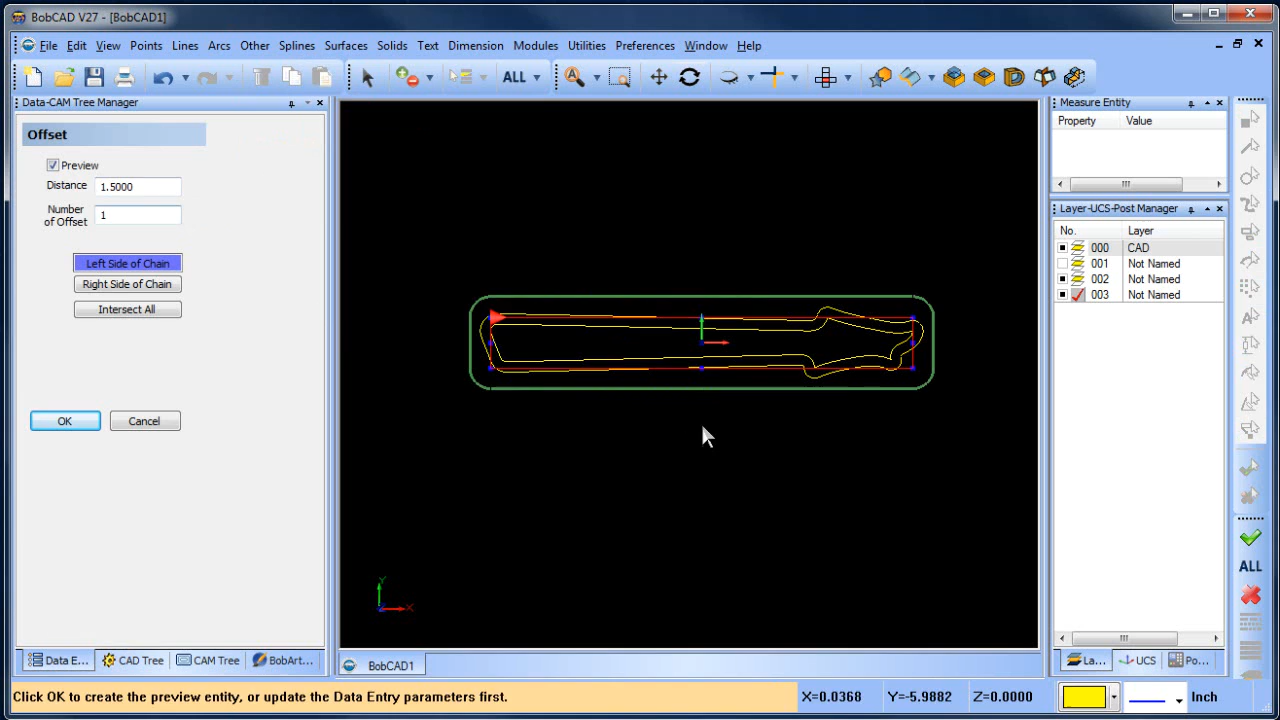 BobCAD V27 - [BobCAD1]
File Edit View Points Lines Arcs Other Splines Surfaces Solids Text Dimension Modules Utilities Preferences Window Help
ALL
Data-CAM Tree Manager
Offset
Preview
Distance 1.5000
Number of Offset 1
Left Side of Chain
Right Side of Chain
Intersect All
OK Cancel
Data E... CAD Tree CAM Tree BobArt...
Y
X
BobCAD1
Measure Entity
Property Value
Layer-UCS-Post Manager
No. Layer
000 CAD
001 Not Named
002 Not Named
003 Not Named
La... UCS Po...
ALL
Click OK to create the preview entity, or update the Data Entry parameters first.
X=0.0368 Y=-5.9882 Z=0.0000 Inch